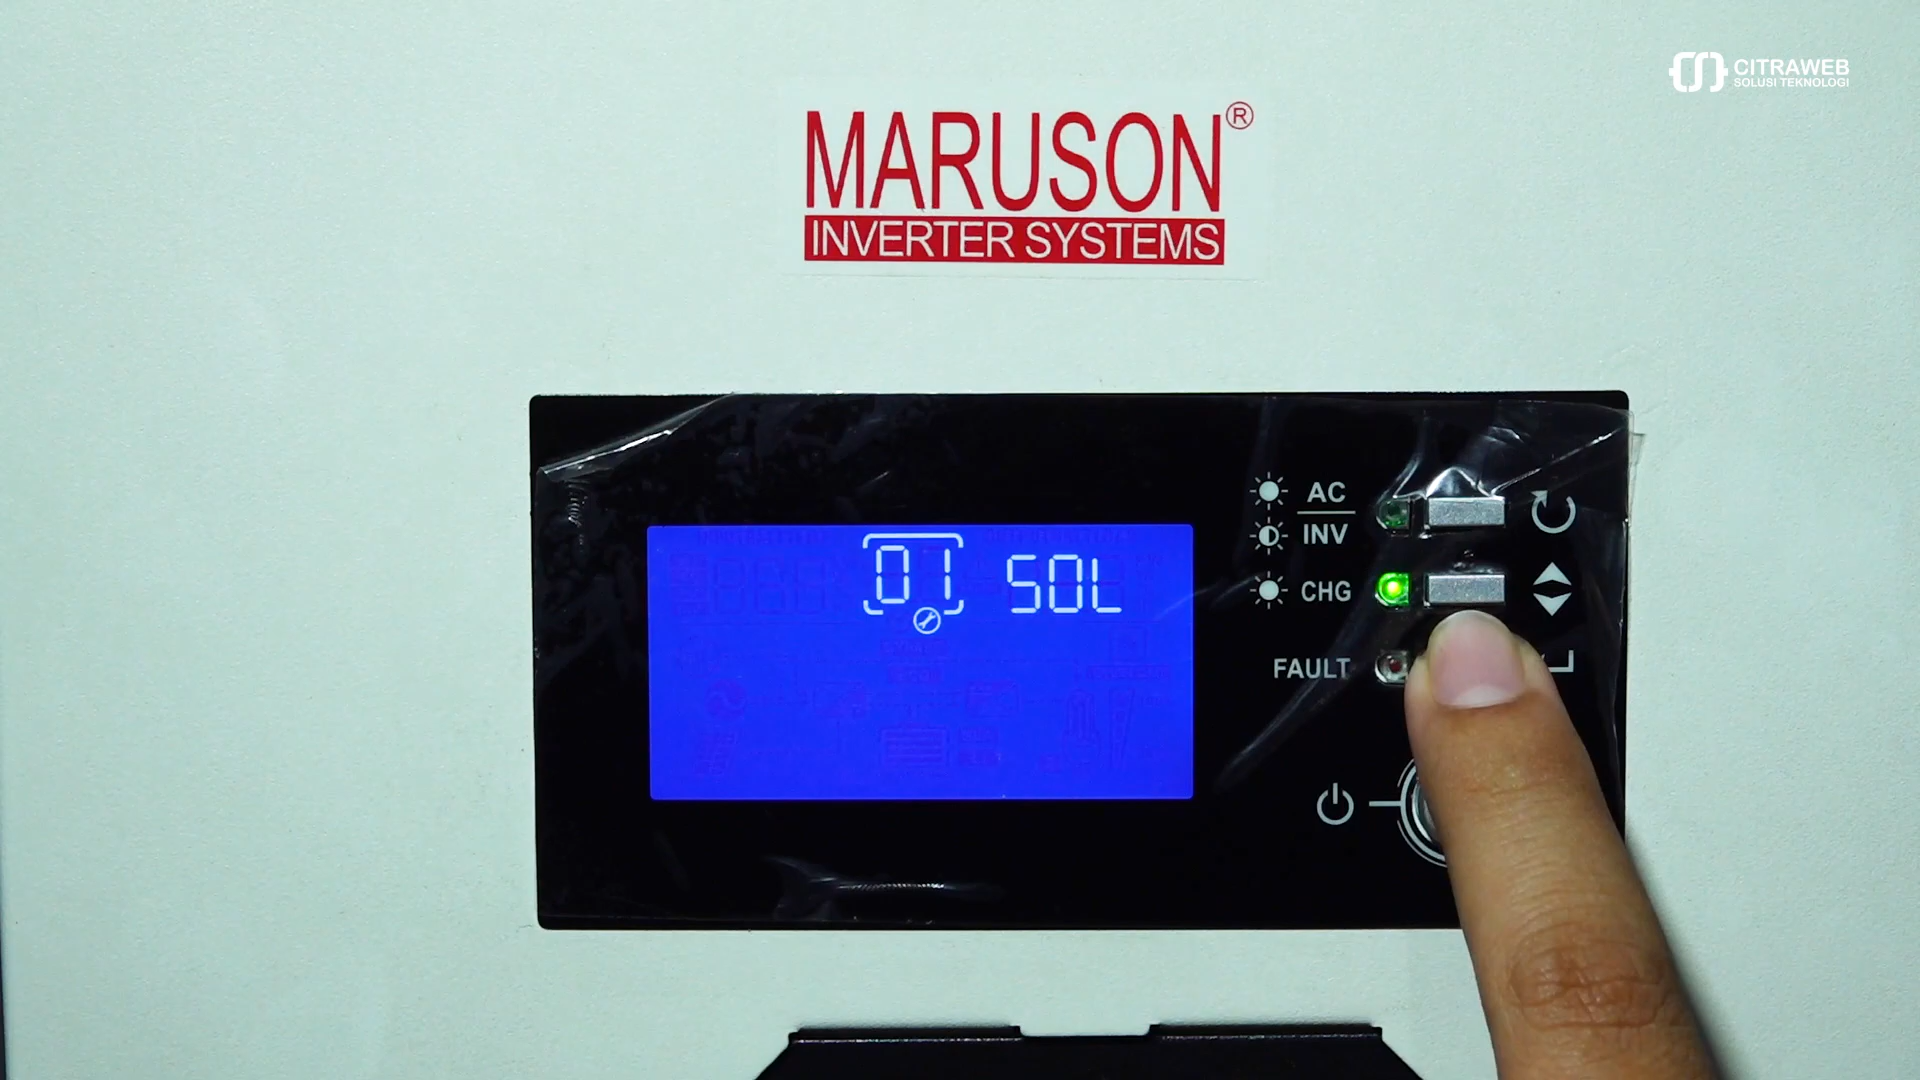 CITRAWEB
SOLUSI TEKNOLOGI
MARUSON®
INVERTER SYSTEMS
AC
INV
CHG
FAULT
01 SOL